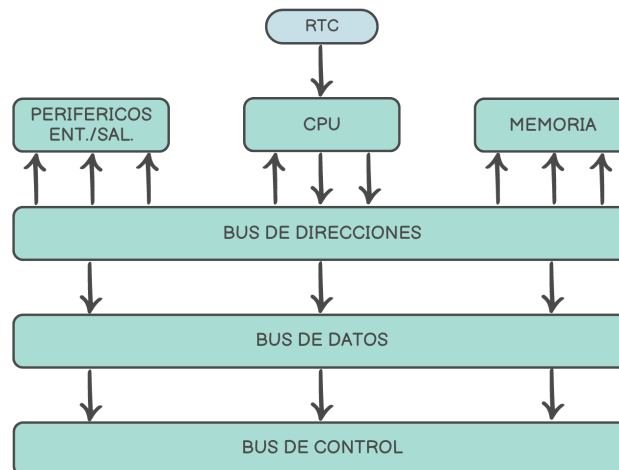 RTC
PERIFERICOS
ENT./SAL.
CPU
MEMORIA
BUS DE DIRECCIONES
BUS DE DATOS
BUS DE CONTROL